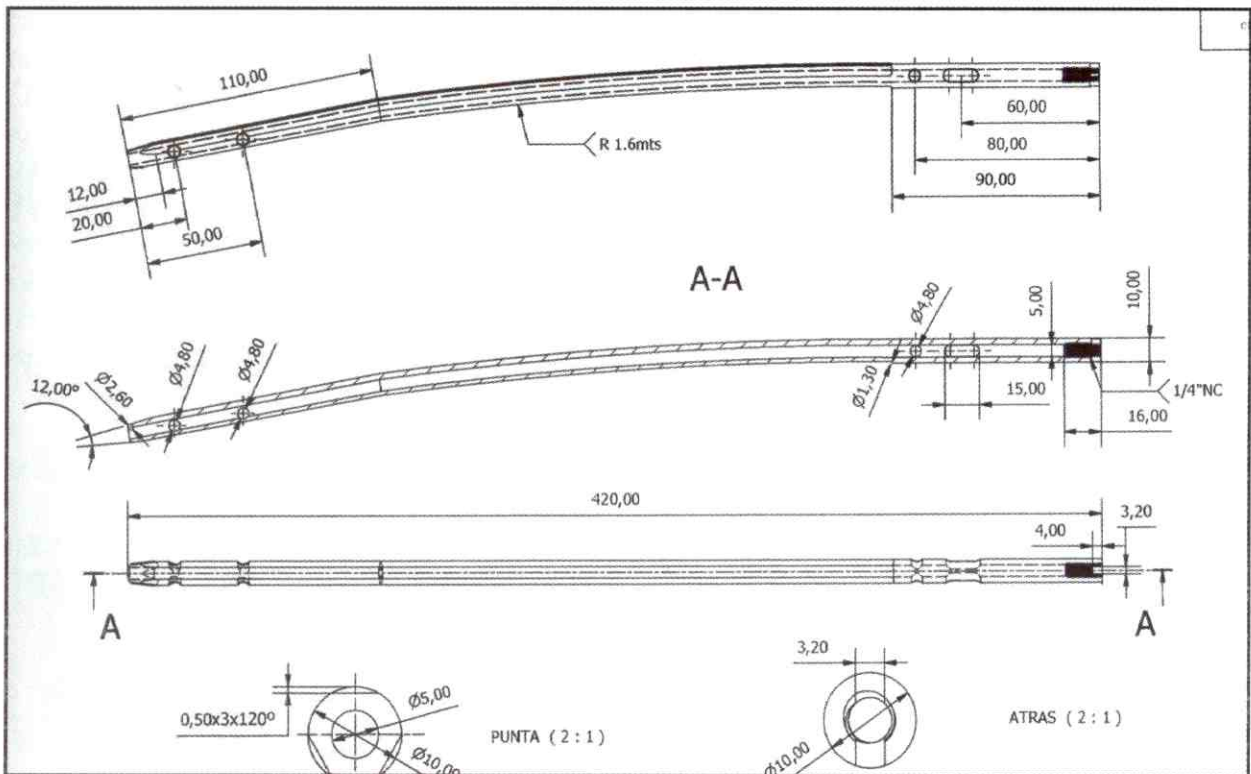 110,00
R 1.6mts
60,00
80,00
90,00
12,00
20,00
50,00
A-A
Ø4,80
5,00
10,00
Ø4,80
Ø4,80
Ø2,60
12,00º
Ø1,30
15,00
1/4"NC
16,00
420,00
3,20
4,00
A
A
3,20
Ø5,00
0,50x3x120º
PUNTA ( 2 : 1 )
ATRAS ( 2 : 1 )
Ø10,00
Ø10,00